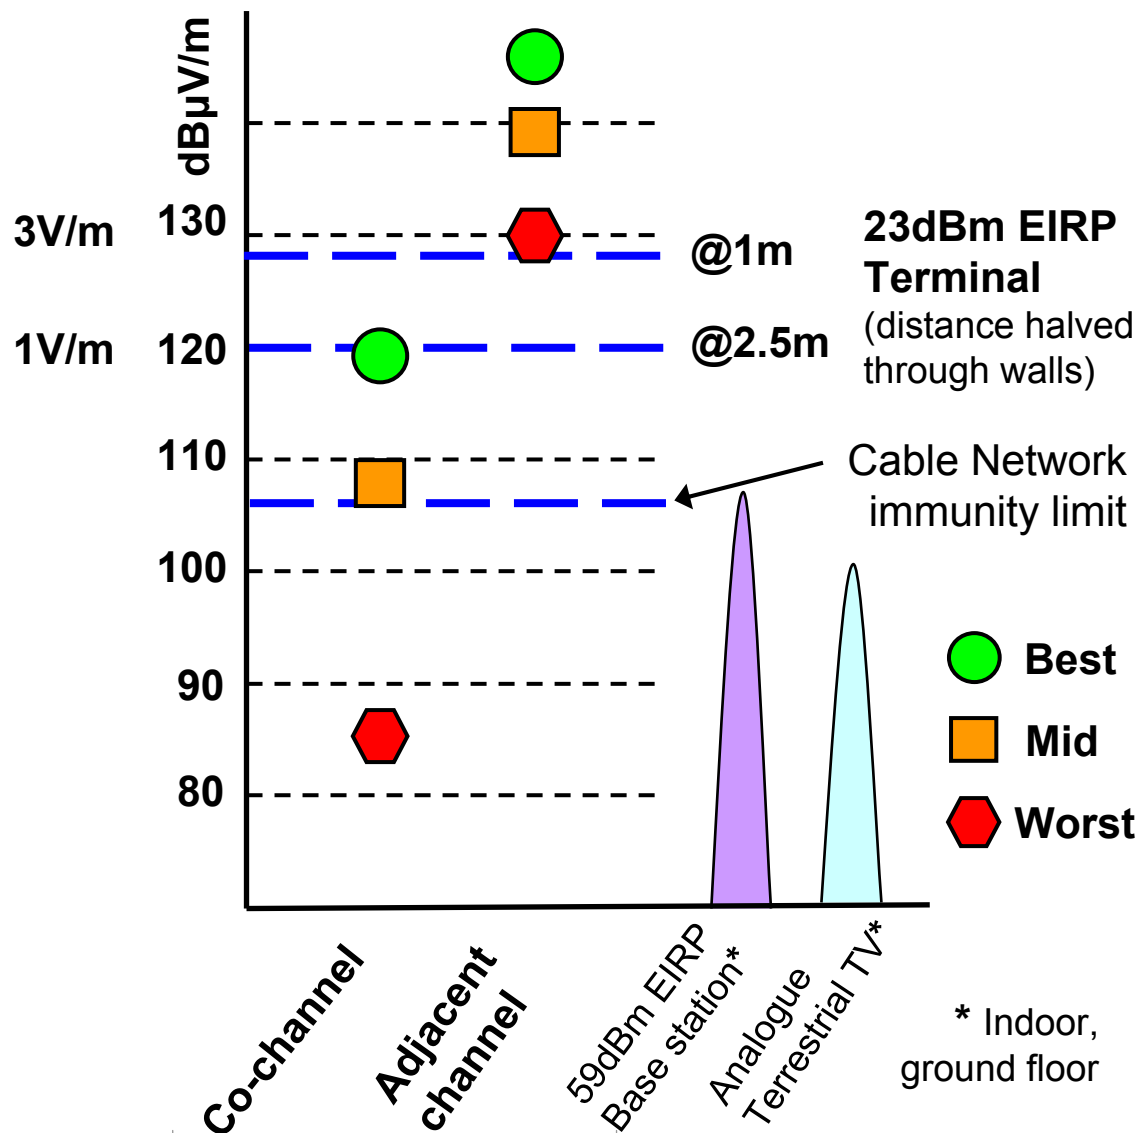 dBµV/m
3V/m
130
1V/m
120
110
100
90
80
@1m
@2.5m
23dBm EIRP
Terminal
(distance halved
through walls)
Cable Network
immunity limit
Best
Mid
Worst
Co-channel
Adjacent
channel
59dBm EIRP
Base station*
Analogue
Terrestrial TV*
* Indoor,
ground floor